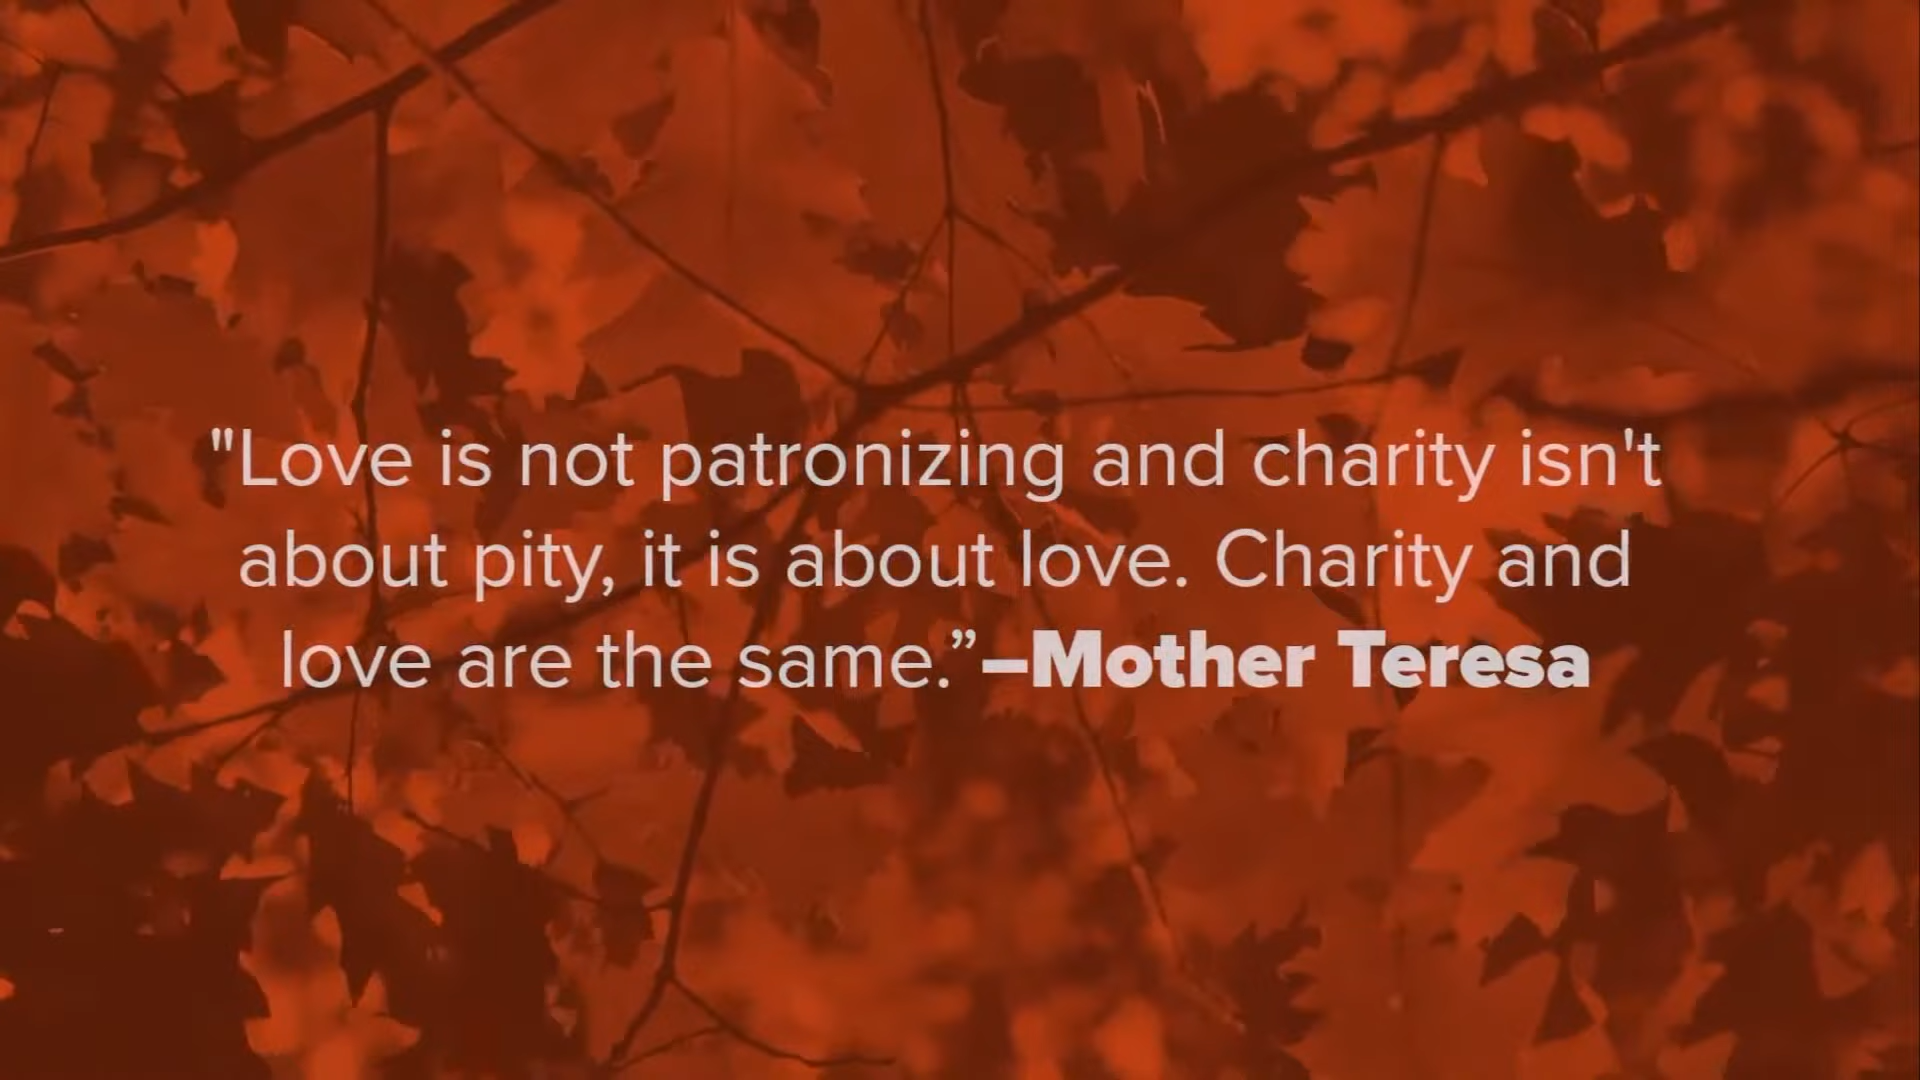 "Love is not patronizing and charity isn't
about pity, it is about love. Charity and
love are the same.” –Mother Teresa